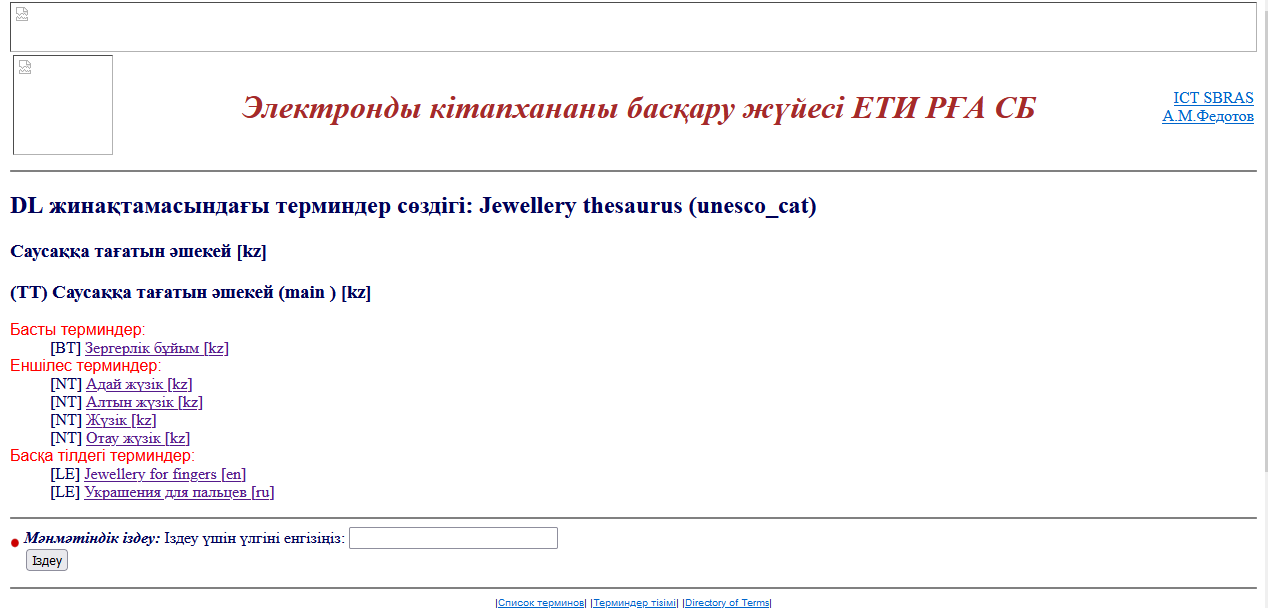 Электронды кітапхананы басқару жүйесі ЕТИ РҒА СБ
ICT SBRAS
А.М.Федотов
DL жинақтамасындағы терминдер сөздігі: Jewellery thesaurus (unesco_cat)
Саусаққа тағатын әшекей [kz]
(TT) Саусаққа тағатын әшекей (main ) [kz]
Басты терминдер:
[BT] Зергерлік бұйым [kz]
Еншілес терминдер:
[NT] Адай жүзік [kz]
[NT] Алтын жүзік [kz]
[NT] Жүзік [kz]
[NT] Отау жүзік [kz]
Басқа тілдегі терминдер:
[LE] Jewellery for fingers [en]
[LE] Украшения для пальцев [ru]
Мәнмәтіндік іздеу: Іздеу үшін үлгіні енгізіңіз:
Іздеу
|Список терминов| |Терминдер тізімі| |Directory of Terms|